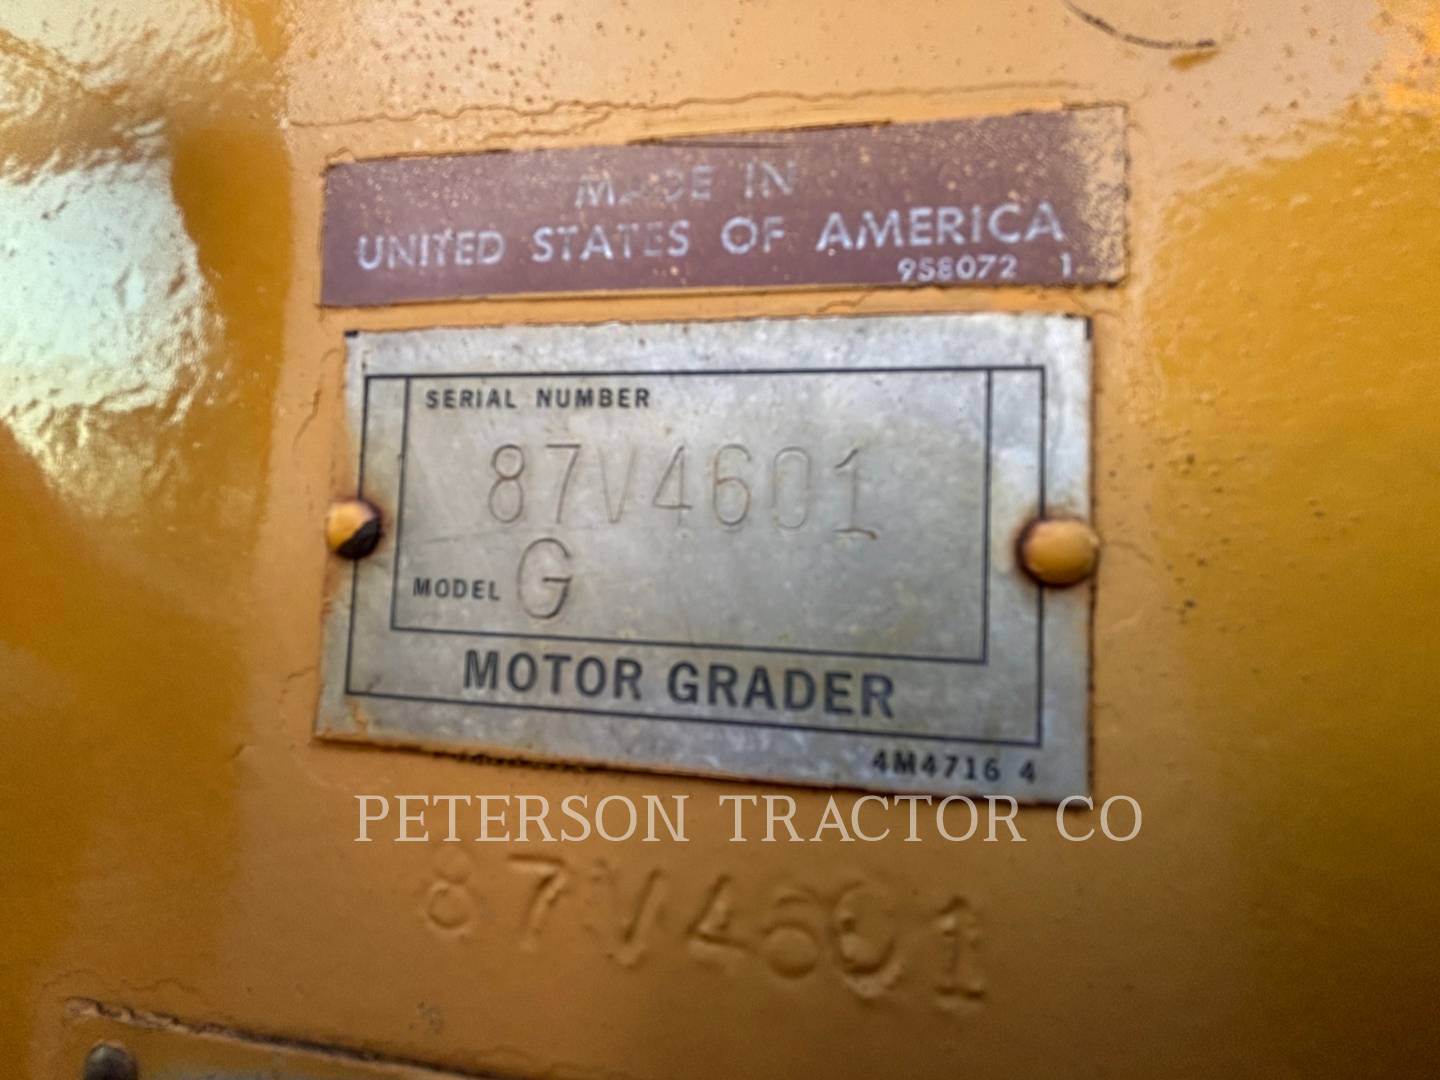 MADE IN
UNITED STATES OF AMERICA
958072 1
SERIAL NUMBER
87V4601
MODEL G
MOTOR GRADER
4M4716 4
PETERSON TRACTOR CO
87V4601